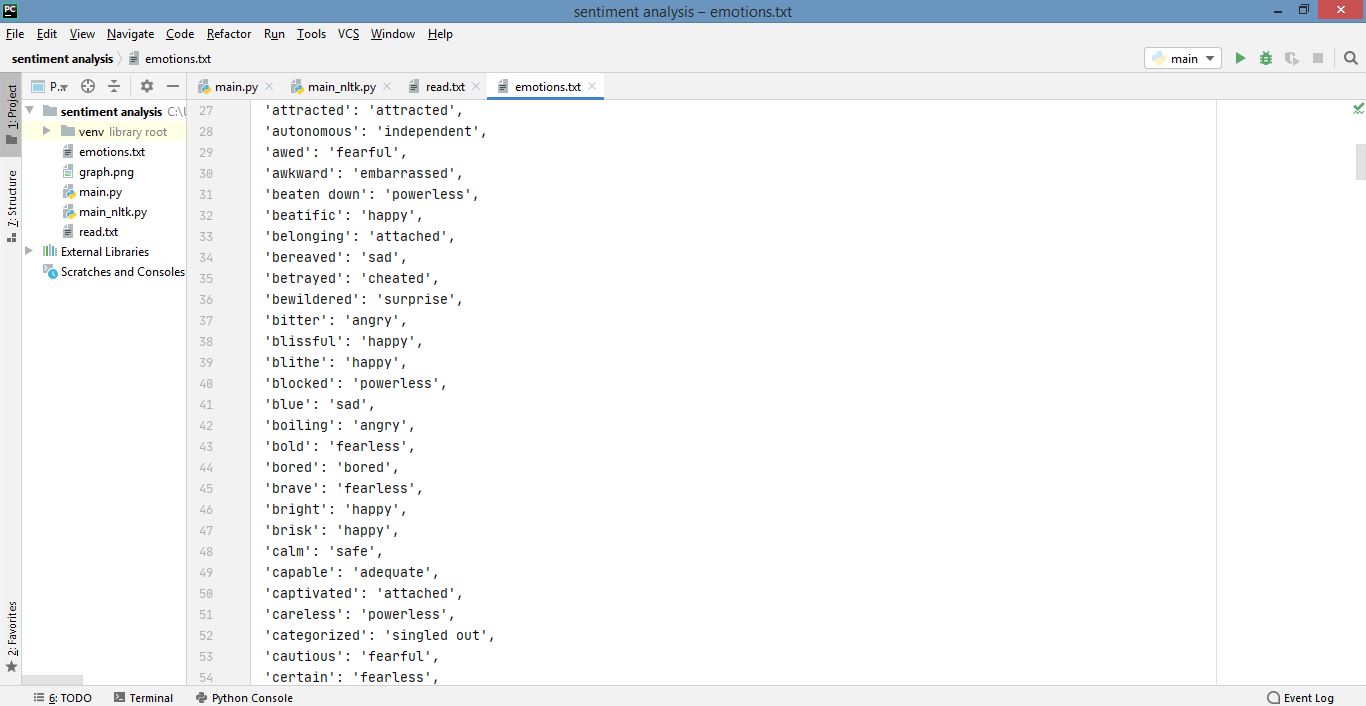 PC
sentiment analysis – emotions.txt
File Edit View Navigate Code Refactor Run Tools VCS Window Help
sentiment analysis emotions.txt
main
1: Project
7: Structure
2: Favorites
P..
main.py
main_nltk.py
read.txt
emotions.txt
sentiment analysis C:\
venv library root
emotions.txt
graph.png
main.py
main_nltk.py
read.txt
External Libraries
Scratches and Consoles
27 'attracted': 'attracted',
28 'autonomous': 'independent',
29 'awed': 'fearful',
30 'awkward': 'embarrassed',
31 'beaten down': 'powerless',
32 'beatific': 'happy',
33 'belonging': 'attached',
34 'bereaved': 'sad',
35 'betrayed': 'cheated',
36 'bewildered': 'surprise',
37 'bitter': 'angry',
38 'blissful': 'happy',
39 'blithe': 'happy',
40 'blocked': 'powerless',
41 'blue': 'sad',
42 'boiling': 'angry',
43 'bold': 'fearless',
44 'bored': 'bored',
45 'brave': 'fearless',
46 'bright': 'happy',
47 'brisk': 'happy',
48 'calm': 'safe',
49 'capable': 'adequate',
50 'captivated': 'attached',
51 'careless': 'powerless',
52 'categorized': 'singled out',
53 'cautious': 'fearful',
54 'certain': 'fearless',
6: TODO Terminal Python Console Event Log